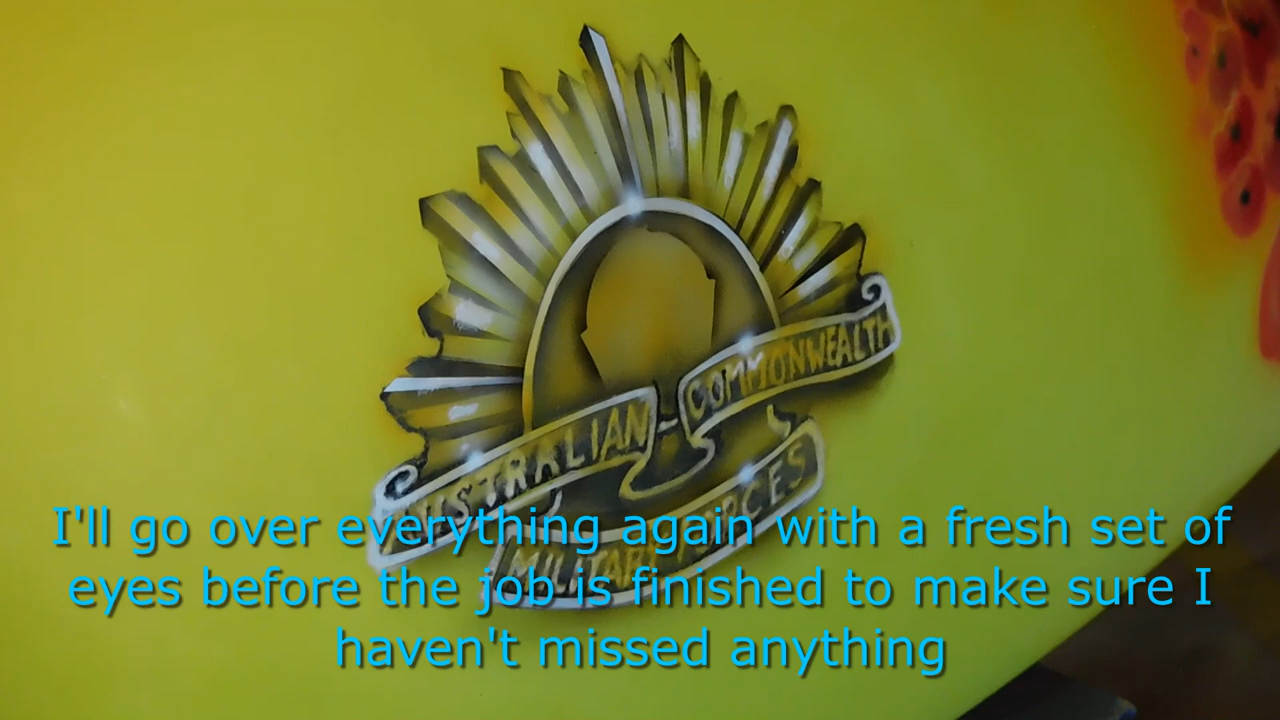 AUSTRALIAN
COMMONWEALTH
MILITARY FORCES
I'll go over everything again with a fresh set of
eyes before the job is finished to make sure I
haven't missed anything